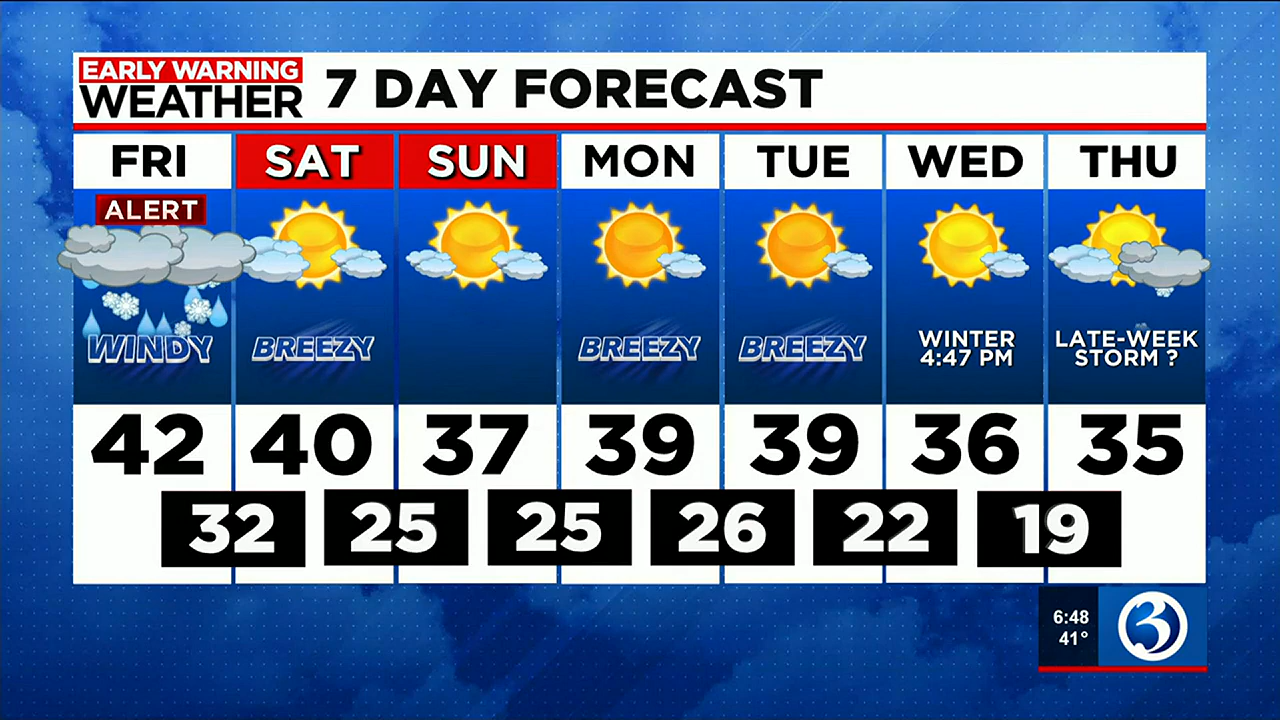 EARLY WARNING
WEATHER
7 DAY FORECAST
FRI SAT SUN MON TUE WED THU
ALERT
WINDY BREEZY BREEZY BREEZY WINTER LATE-WEEK
4:47 PM STORM ?
42 40 37 39 39 36 35
32 25 25 26 22 19
6:48
41°
3